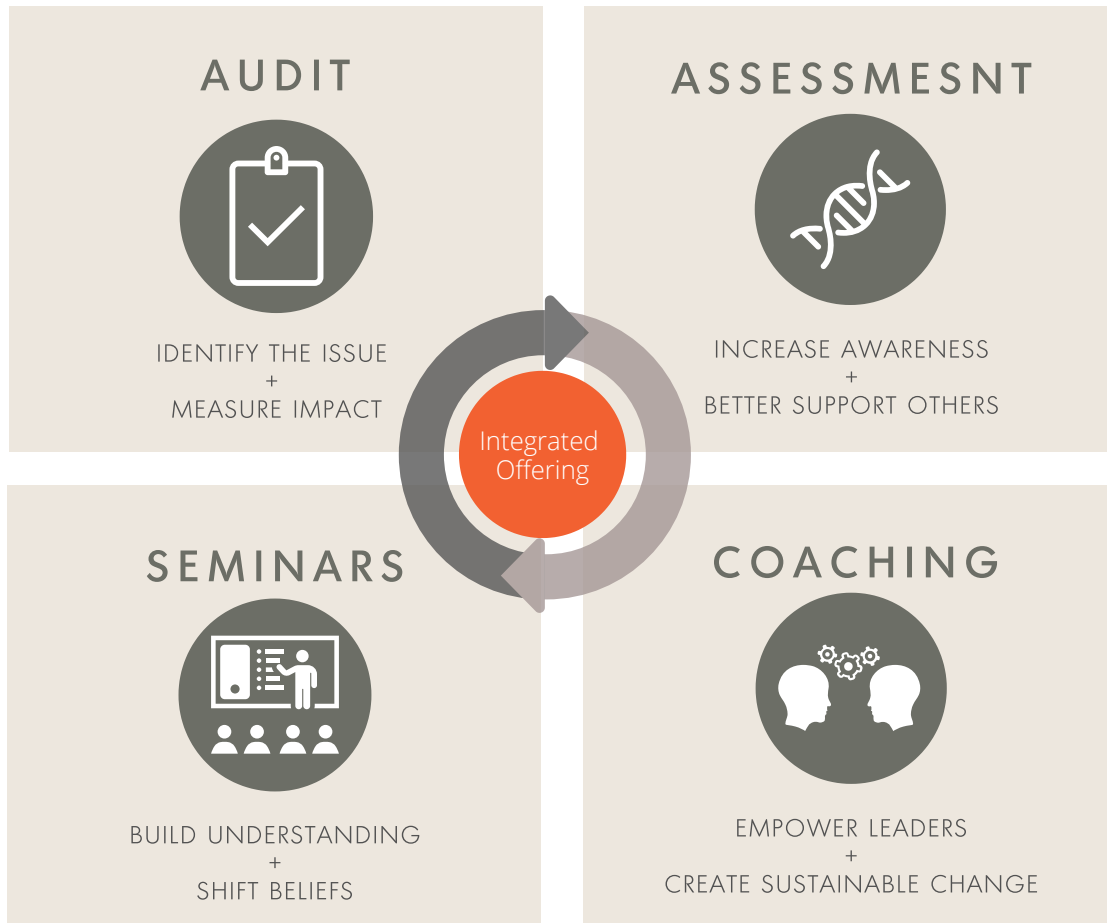 AUDIT
IDENTIFY THE ISSUE
+
MEASURE IMPACT
ASSESSMESNT
INCREASE AWARENESS
+
BETTER SUPPORT OTHERS
Integrated
Offering
SEMINARS
BUILD UNDERSTANDING
+
SHIFT BELIEFS
COACHING
EMPOWER LEADERS
+
CREATE SUSTAINABLE CHANGE